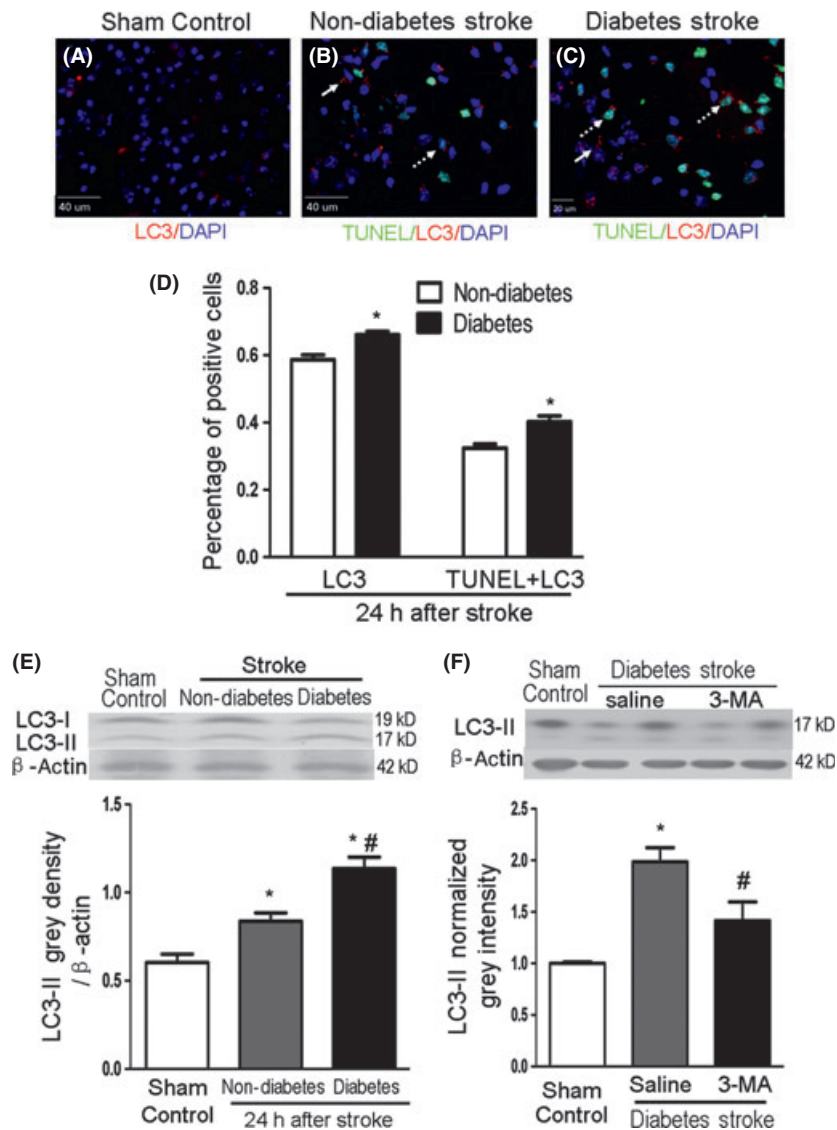 Sham Control Non-diabetes stroke Diabetes stroke
(A) (B) (C)
40 um 40 um 20 um
LC3/DAPI TUNEL/LC3/DAPI TUNEL/LC3/DAPI
(D)
Percentage of positive cells
0.8
0.6
0.4
0.2
0.0
Non-diabetes
Diabetes
*
*
LC3 TUNEL+LC3
24 h after stroke
(E)
Sham
Control
Stroke
Non-diabetes Diabetes
LC3-I 19 kD
LC3-II 17 kD
β-Actin 42 kD
LC3-II grey density
/ β-actin
1.5
1.0
0.5
0.0
*
* #
Sham
Control
Non-diabetes Diabetes
24 h after stroke
(F)
Sham
Control
Diabetes stroke
saline 3-MA
LC3-II 17 kD
β-Actin 42 kD
LC3-II normalized
grey intensity
2.5
2.0
1.5
1.0
0.5
0.0
*
#
Sham
Control
Saline 3-MA
Diabetes stroke